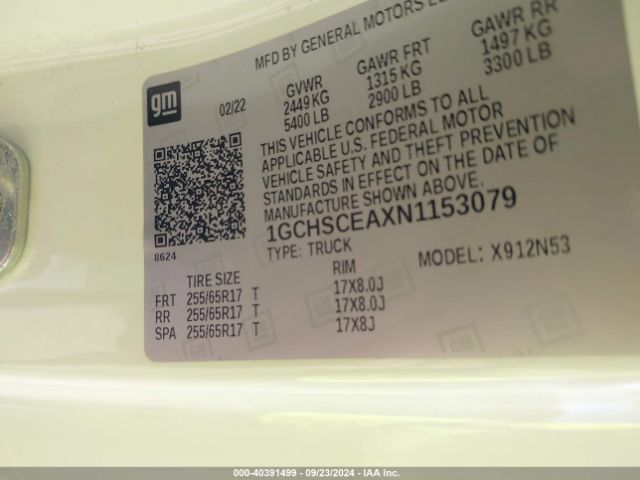 MFD BY GENERAL MOTORS LL
gm
02/22
GVWR GAWR FRT GAWR RR
2449 KG 1315 KG 1497 KG
5400 LB 2900 LB 3300 LB
THIS VEHICLE CONFORMS TO ALL
APPLICABLE U.S. FEDERAL MOTOR
VEHICLE SAFETY AND THEFT PREVENTION
STANDARDS IN EFFECT ON THE DATE OF
MANUFACTURE SHOWN ABOVE.
1GCHSCEAXN1153079
8624
TYPE: TRUCK MODEL: X912N53
TIRE SIZE RIM
FRT 255/65R17 T 17X8.0J
RR 255/65R17 T 17X8.0J
SPA 255/65R17 T 17X8J
000-40391499 - 09/23/2024 - IAA Inc.